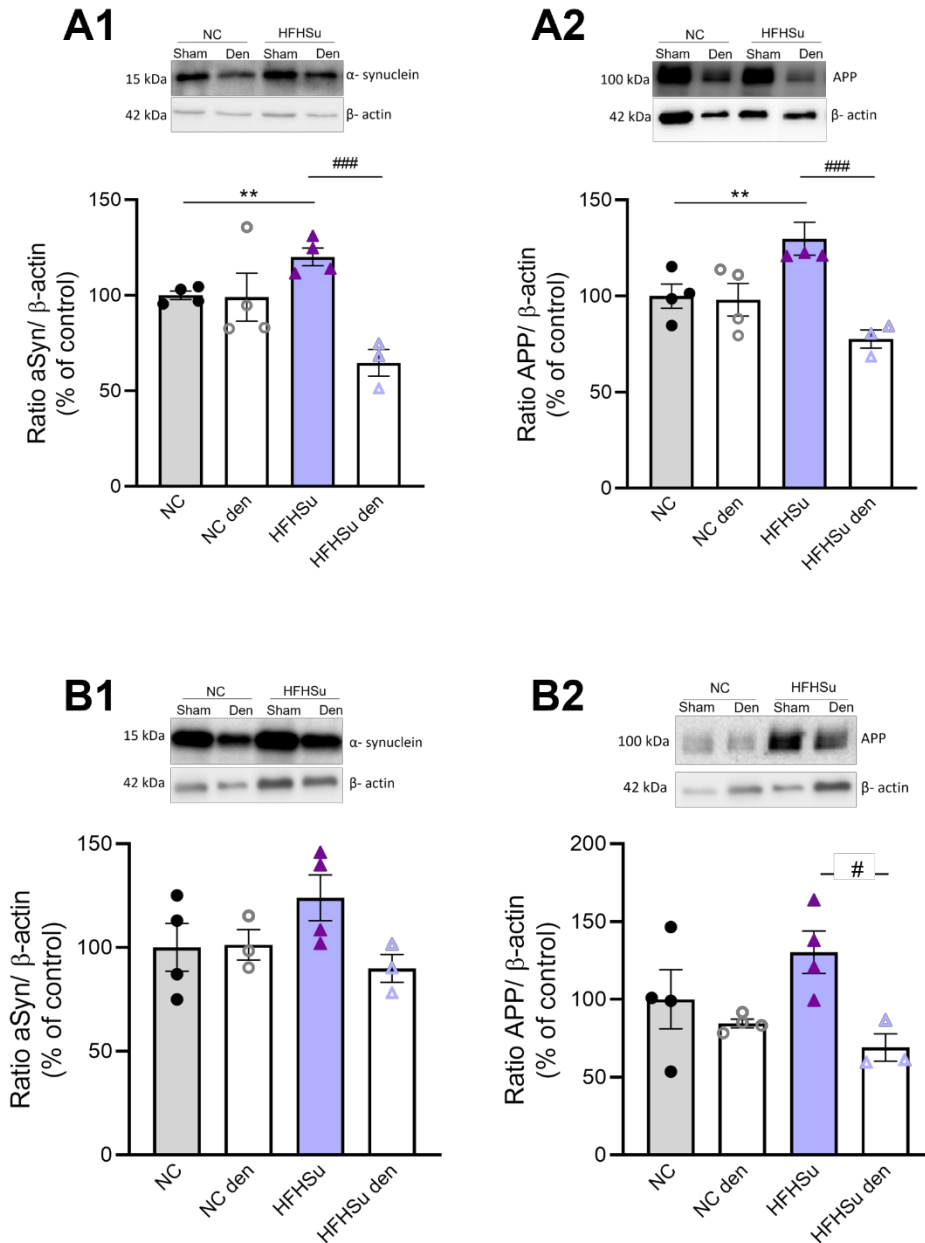 A1
NC HFHSu
Sham Den Sham Den
15 kDa α- synuclein
42 kDa β- actin
###
**
150
100
50
0
Ratio aSyn/ β-actin
(% of control)
NC
NC den
HFHSu
HFHSu den
A2
NC HFHSu
Sham Den Sham Den
100 kDa APP
42 kDa β- actin
###
**
150
100
50
0
Ratio APP/ β-actin
(% of control)
NC
NC den
HFHSu
HFHSu den
B1
NC HFHSu
Sham Den Sham Den
15 kDa α- synuclein
42 kDa β- actin
150
100
50
0
Ratio aSyn/ β-actin
(% of control)
NC
NC den
HFHSu
HFHSu den
B2
NC HFHSu
Sham Den Sham Den
100 kDa APP
42 kDa β- actin
#
200
150
100
50
0
Ratio APP/ β-actin
(% of control)
NC
NC den
HFHSu
HFHSu den